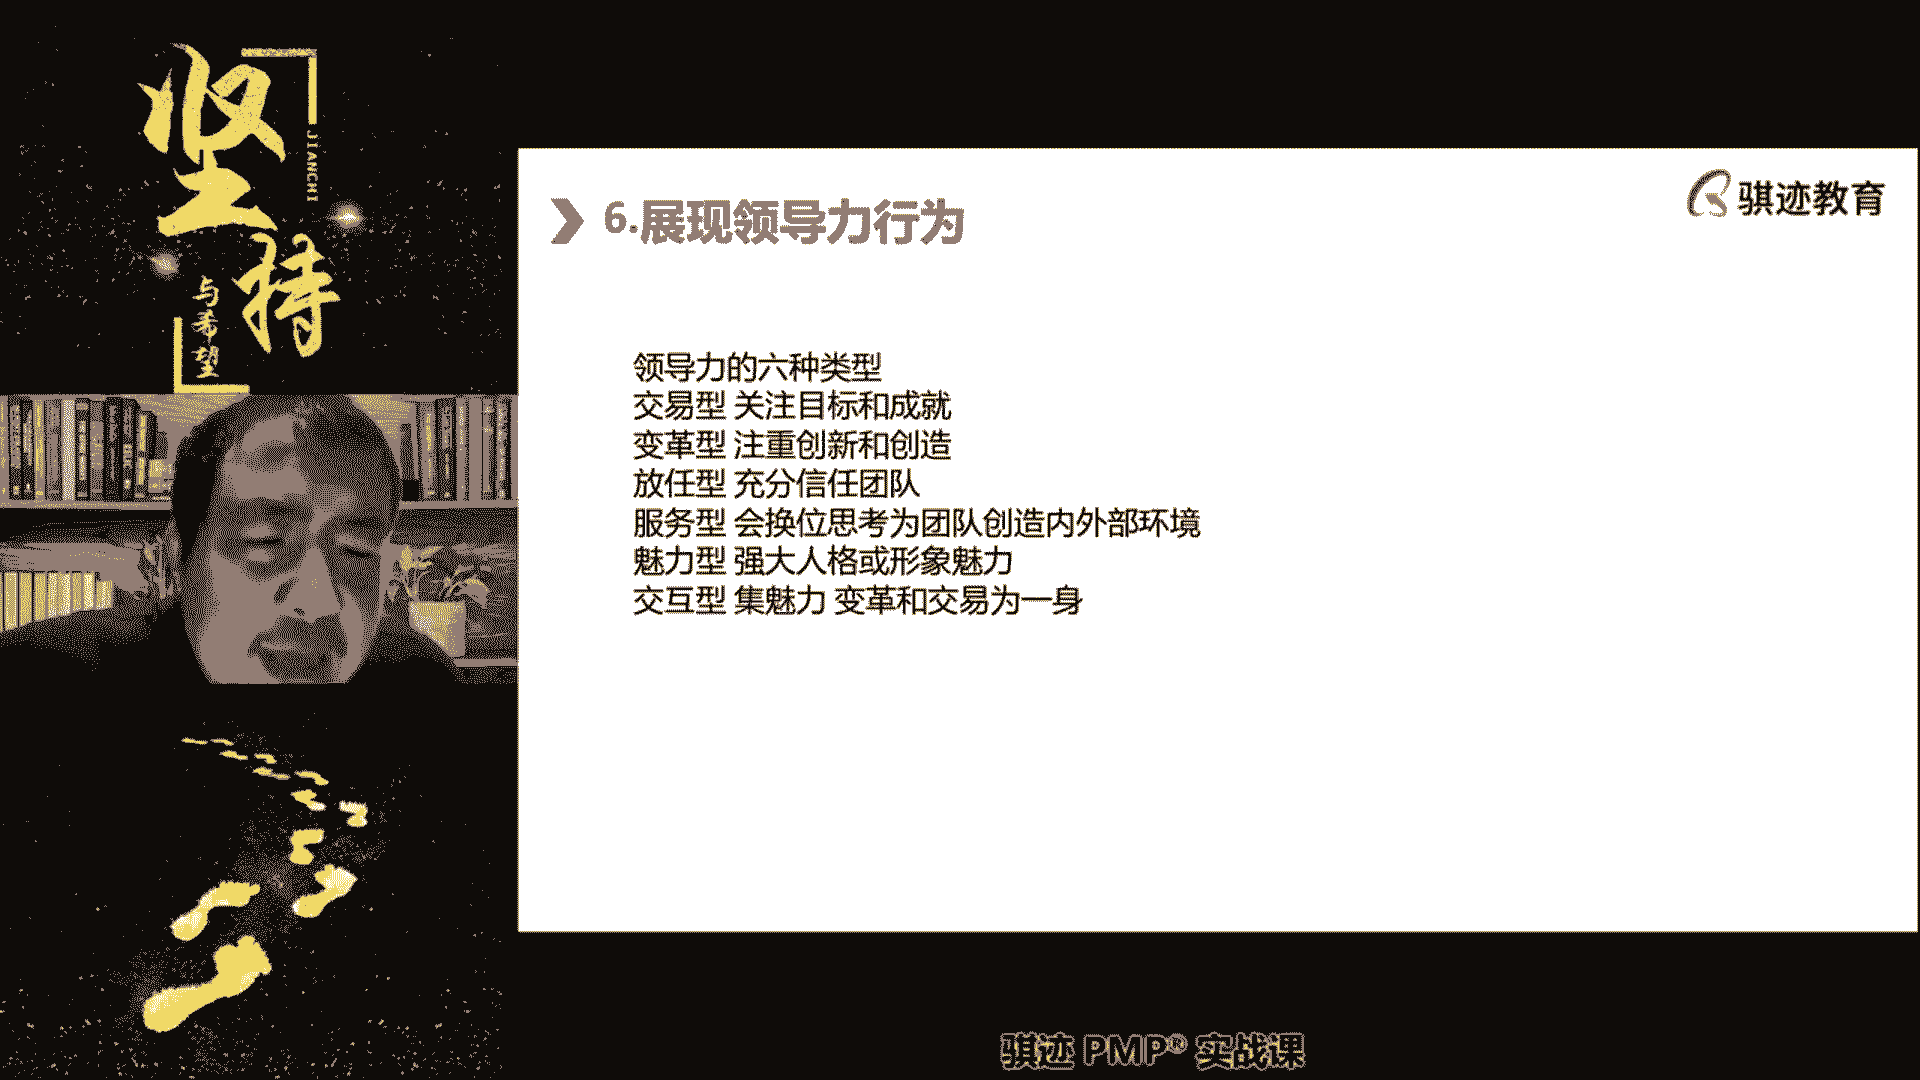 坚持
JIANCHI
与希望
骐迹教育
6.展现领导力行为
领导力的六种类型
交易型 关注目标和成就
变革型 注重创新和创造
放任型 充分信任团队
服务型 会换位思考为团队创造内外部环境
魅力型 强大人格或形象魅力
交互型 集魅力 变革和交易为一身
骐迹 PMP® 实战课